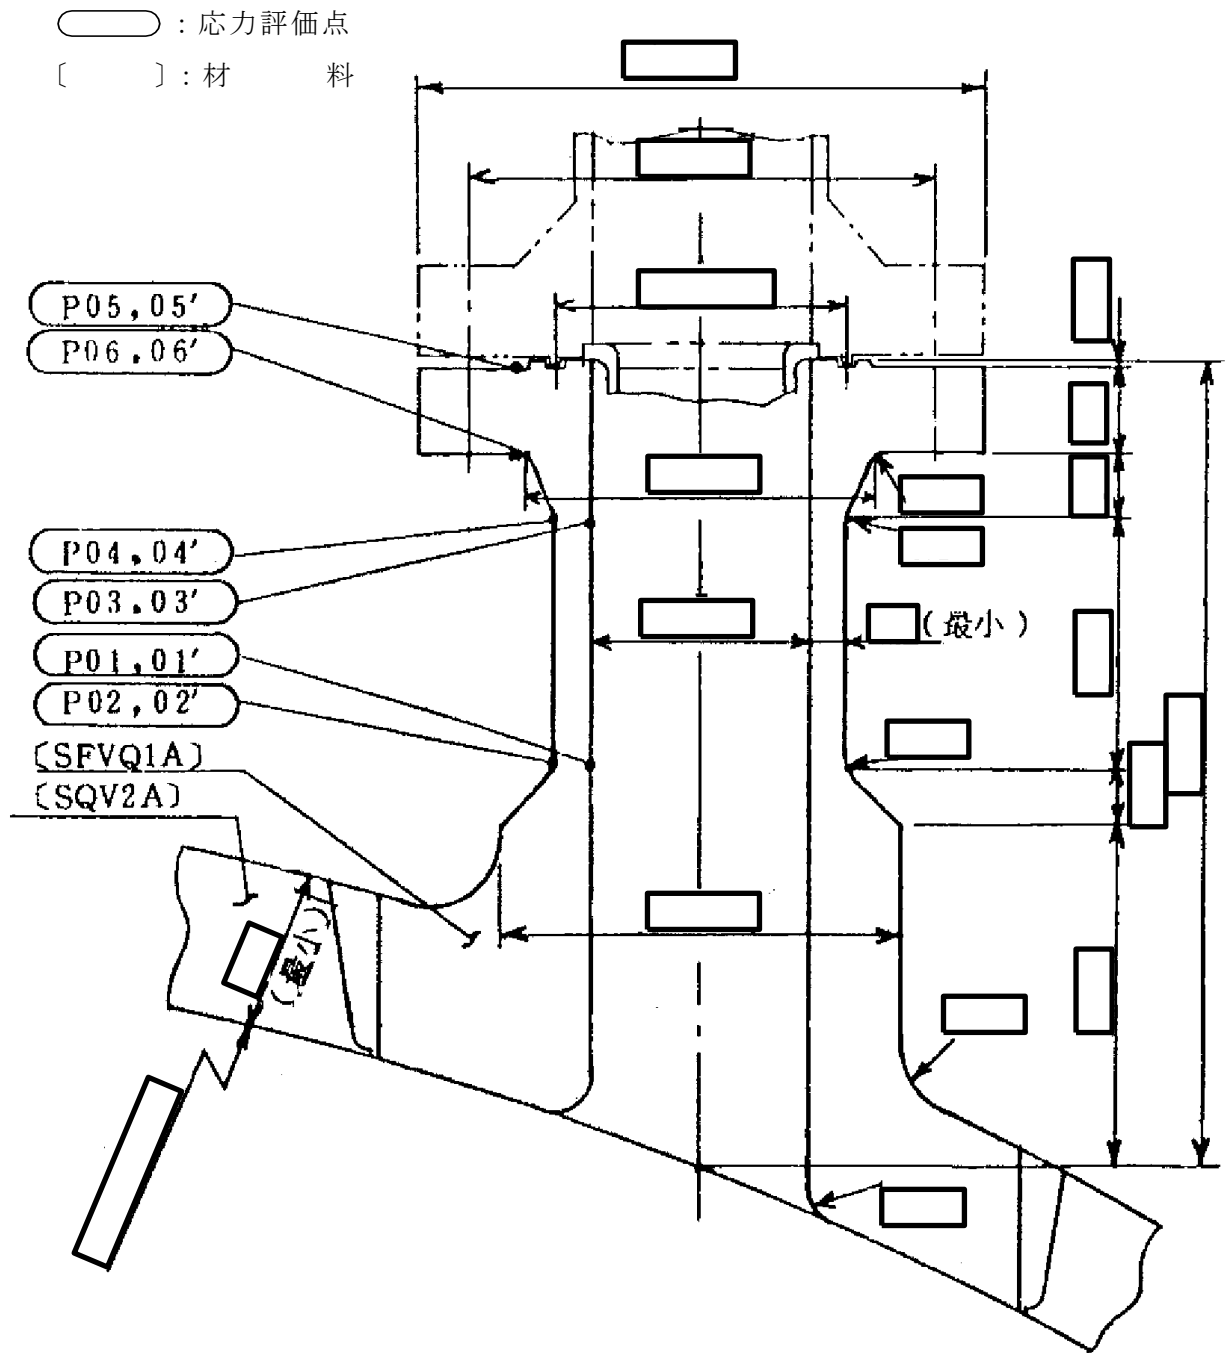 : 応力評価点
〔 〕: 材 料
P05,05′
P06.06′
P04,04′
P03.03′
(最小)
P01,01′
P02,02′
〔SFVQ1A〕
〔SQV2A〕
(最小)